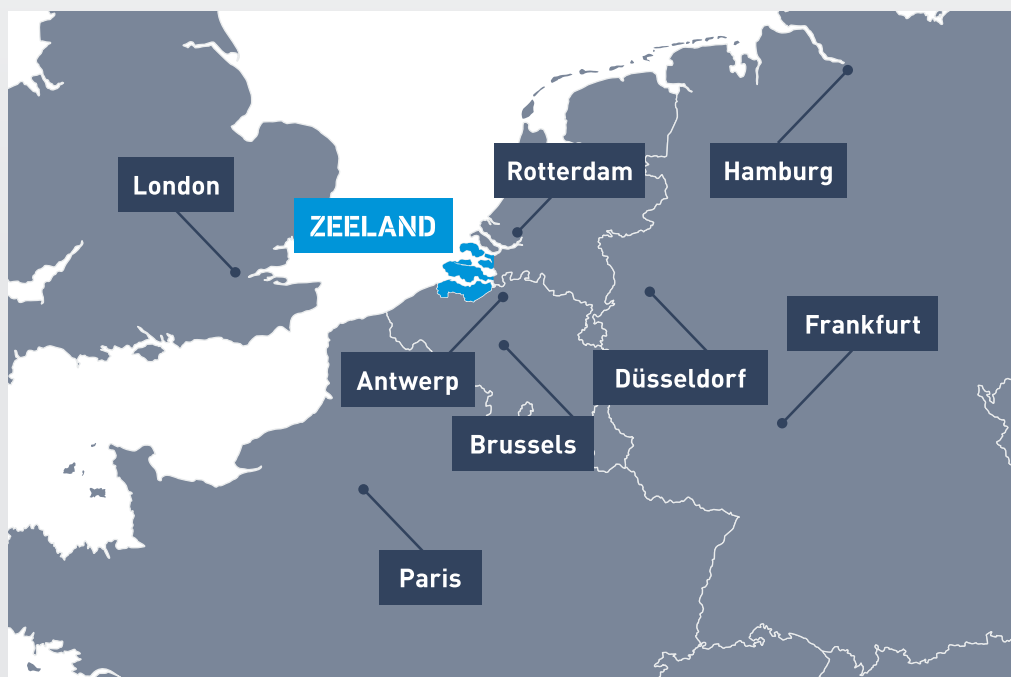 Rotterdam
Hamburg
London
ZEELAND
Frankfurt
Antwerp
Düsseldorf
Brussels
Paris